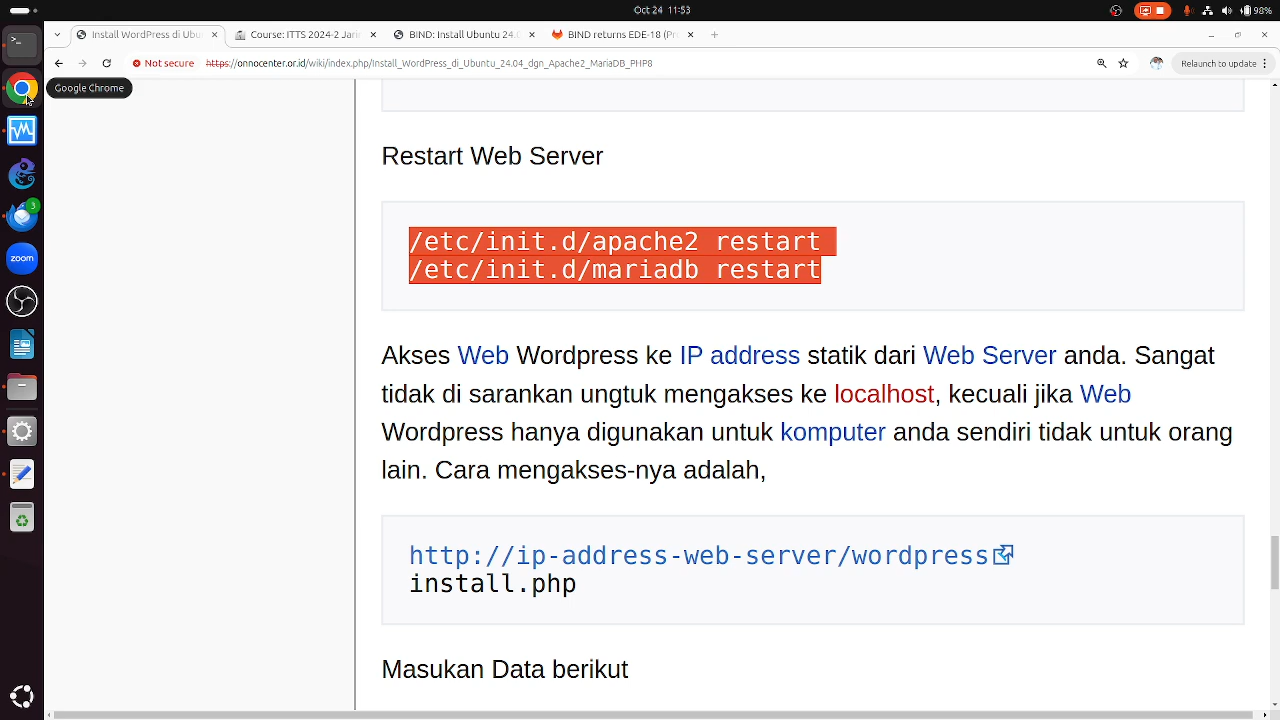 Oct 24 11:53
98%
Install WordPress di Ubu
Course: ITTS 2024-2 Jarin
BIND: Install Ubuntu 24.0
BIND returns EDE-18 (Pr
Not secure
https://onnocenter.or.id/wiki/index.php/Install_WordPress_di_Ubuntu_24.04_dgn_Apache2_MariaDB_PHP8
Relaunch to update
Google Chrome
3
zoom
Restart Web Server
/etc/init.d/apache2 restart
/etc/init.d/mariadb restart
Akses Web Wordpress ke IP address statik dari Web Server anda. Sangat
tidak di sarankan ungtuk mengakses ke localhost, kecuali jika Web
Wordpress hanya digunakan untuk komputer anda sendiri tidak untuk orang
lain. Cara mengakses-nya adalah,
http://ip-address-web-server/wordpress
install.php
Masukan Data berikut